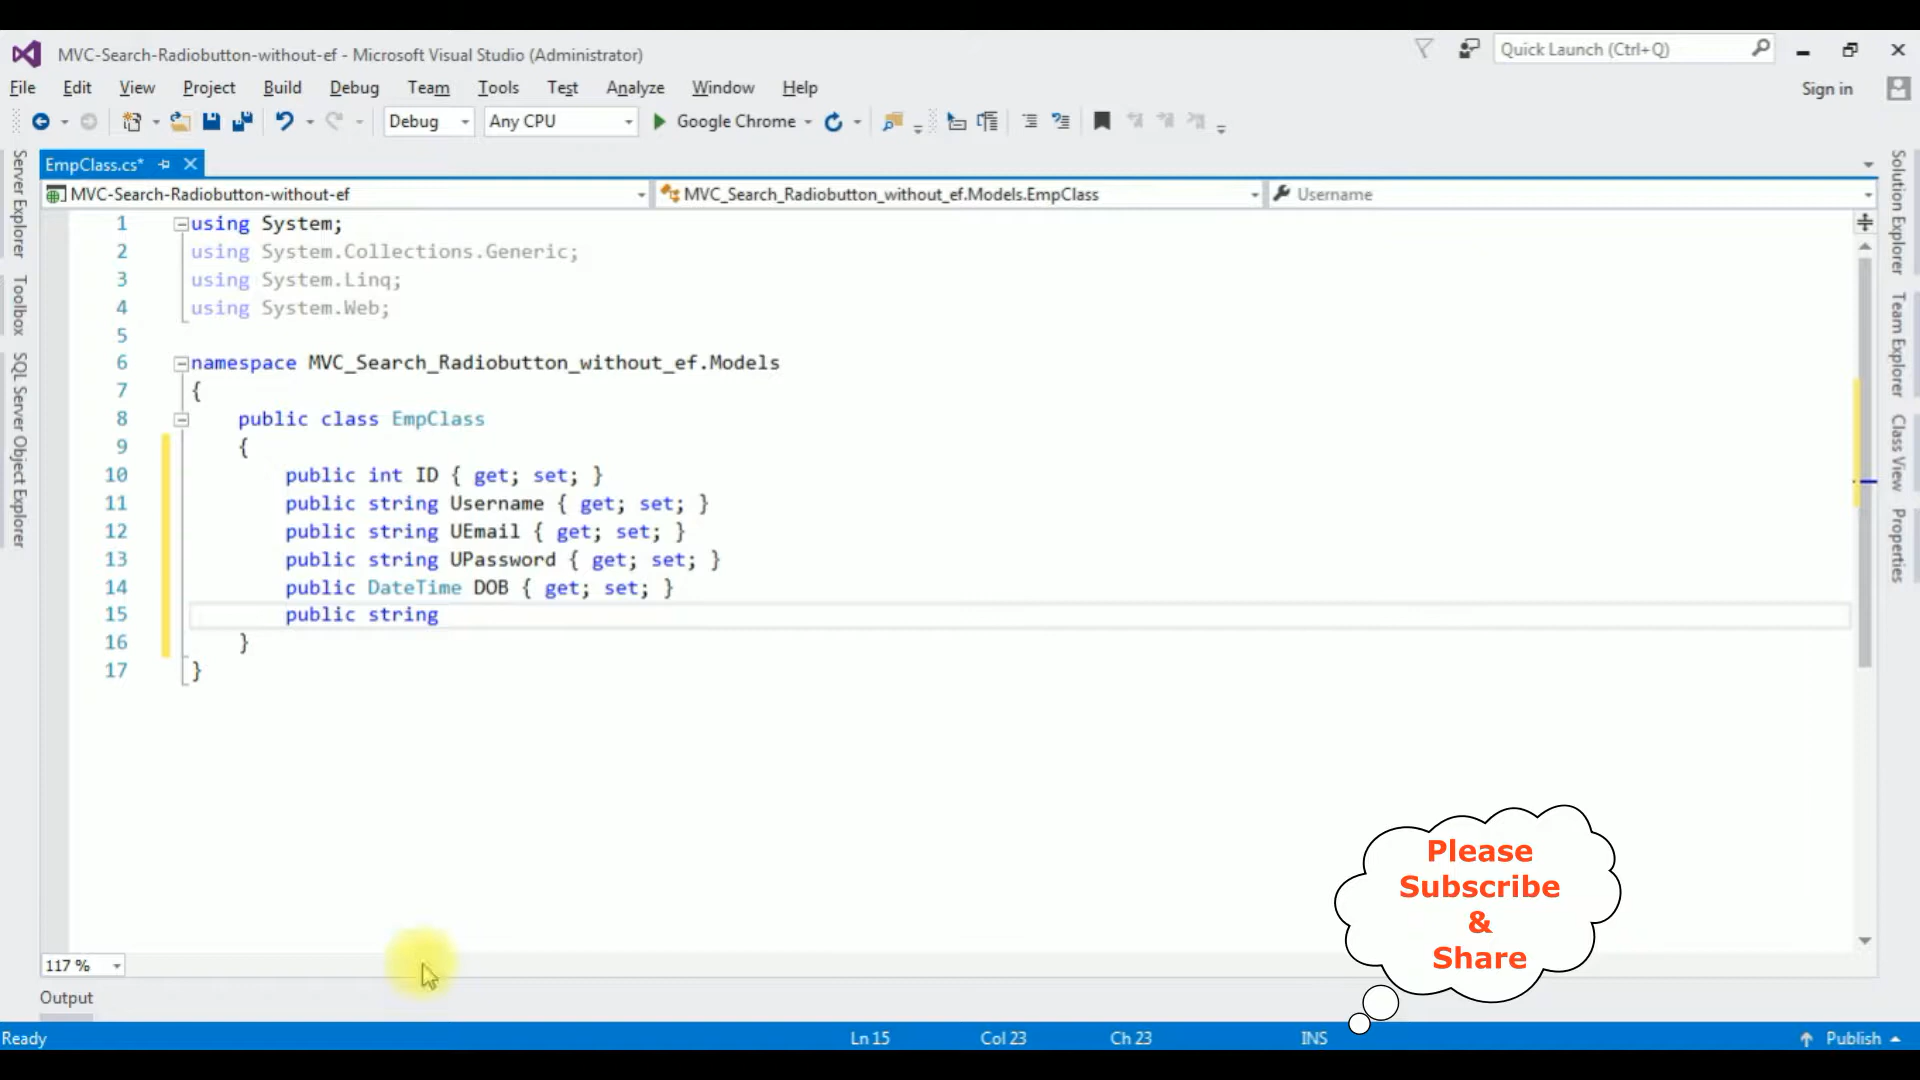 MVC-Search-Radiobutton-without-ef - Microsoft Visual Studio (Administrator)
Quick Launch (Ctrl+Q)
File Edit View Project Build Debug Team Tools Test Analyze Window Help
Sign in
Debug Any CPU Google Chrome
EmpClass.cs*
MVC-Search-Radiobutton-without-ef MVC_Search_Radiobutton_without_ef.Models.EmpClass Username
Server Explorer
Toolbox
SQL Server Object Explorer
1 using System;
2 using System.Collections.Generic;
3 using System.Linq;
4 using System.Web;
5
6 namespace MVC_Search_Radiobutton_without_ef.Models
7 {
8 public class EmpClass
9 {
10 public int ID { get; set; }
11 public string Username { get; set; }
12 public string UEmail { get; set; }
13 public string UPassword { get; set; }
14 public DateTime DOB { get; set; }
15 public string
16 }
17 }
Solution Explorer
Team Explorer
Class View
Properties
Please
Subscribe
&
Share
117 %
Output
Ready Ln 15 Col 23 Ch 23 INS Publish